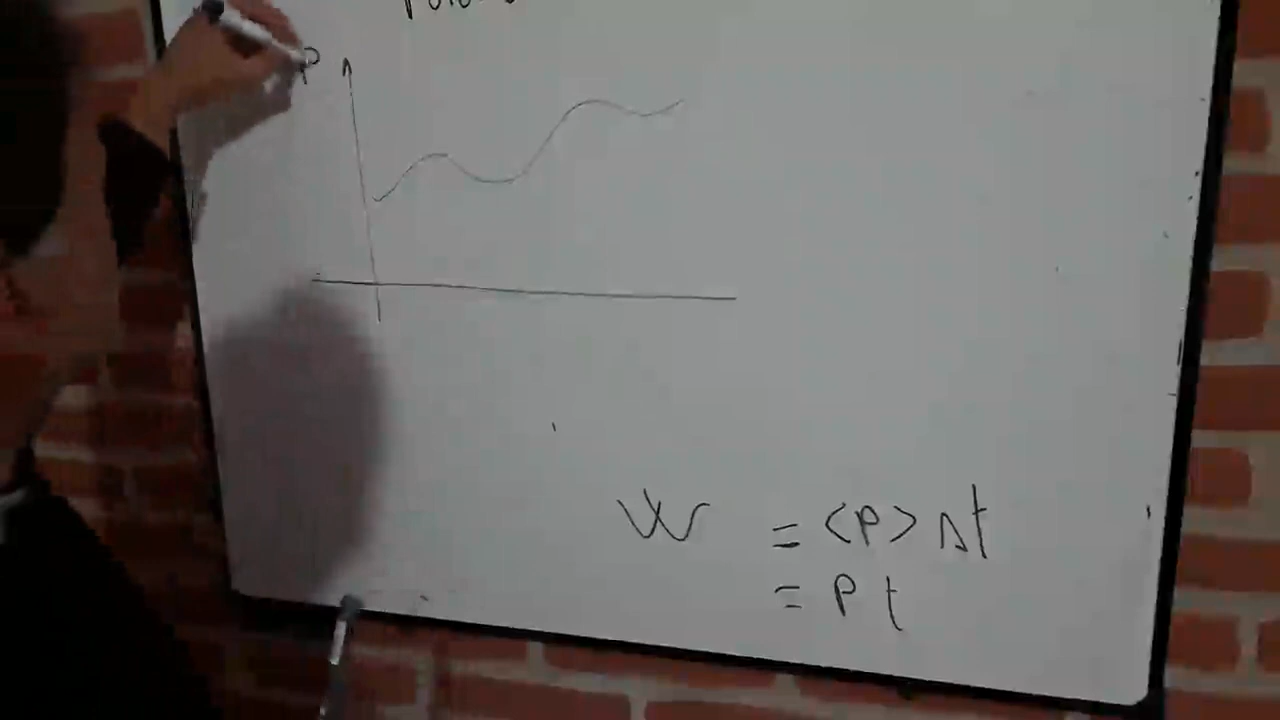 P
W = <P> Δt
= P t